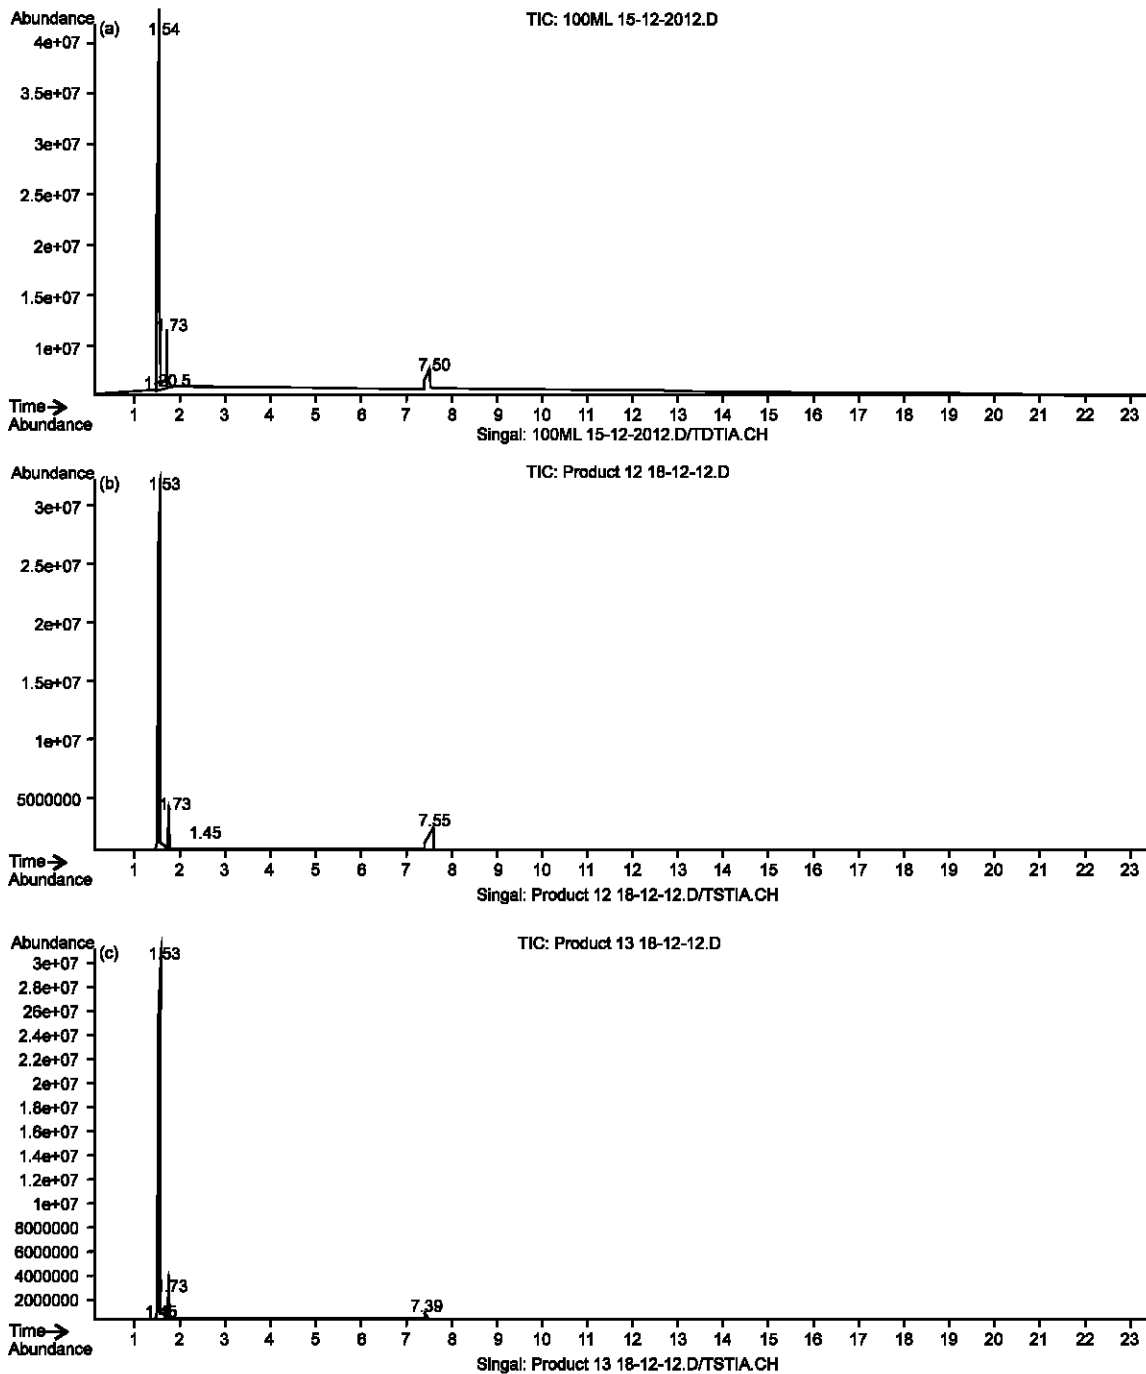 Abundance (a) TIC: 100ML 15-12-2012.D
1.54
4e+07
3.5e+07
3e+07
2.5e+07
2e+07
1.5e+07
1 73
1e+07
7.50
20.5
Time→ 1 2 3 4 5 6 7 8 9 10 11 12 13 14 15 16 17 18 19 20 21 22 23
Abundance Singal: 100ML 15-12-2012.D/TDTIA.CH
Abundance (b) TIC: Product 12 18-12-12.D
1.53
3e+07
2.5e+07
2e+07
1.5e+07
1e+07
5000000
1.73
1.45
7.55
Time→ 1 2 3 4 5 6 7 8 9 10 11 12 13 14 15 16 17 18 19 20 21 22 23
Abundance Singal: Product 12 18-12-12.D/TSTIA.CH
Abundance (c) TIC: Product 13 18-12-12.D
1.53
3e+07
2.8e+07
26e+07
2.4e+07
2.2e+07
2e+07
1.8e+07
1.6e+07
1.4e+07
1.2e+07
1e+07
8000000
6000000
4000000
2000000
1.73
1.45
7.39
Time→ 1 2 3 4 5 6 7 8 9 10 11 12 13 14 15 16 17 18 19 20 21 22 23
Abundance Singal: Product 13 18-12-12.D/TSTIA.CH